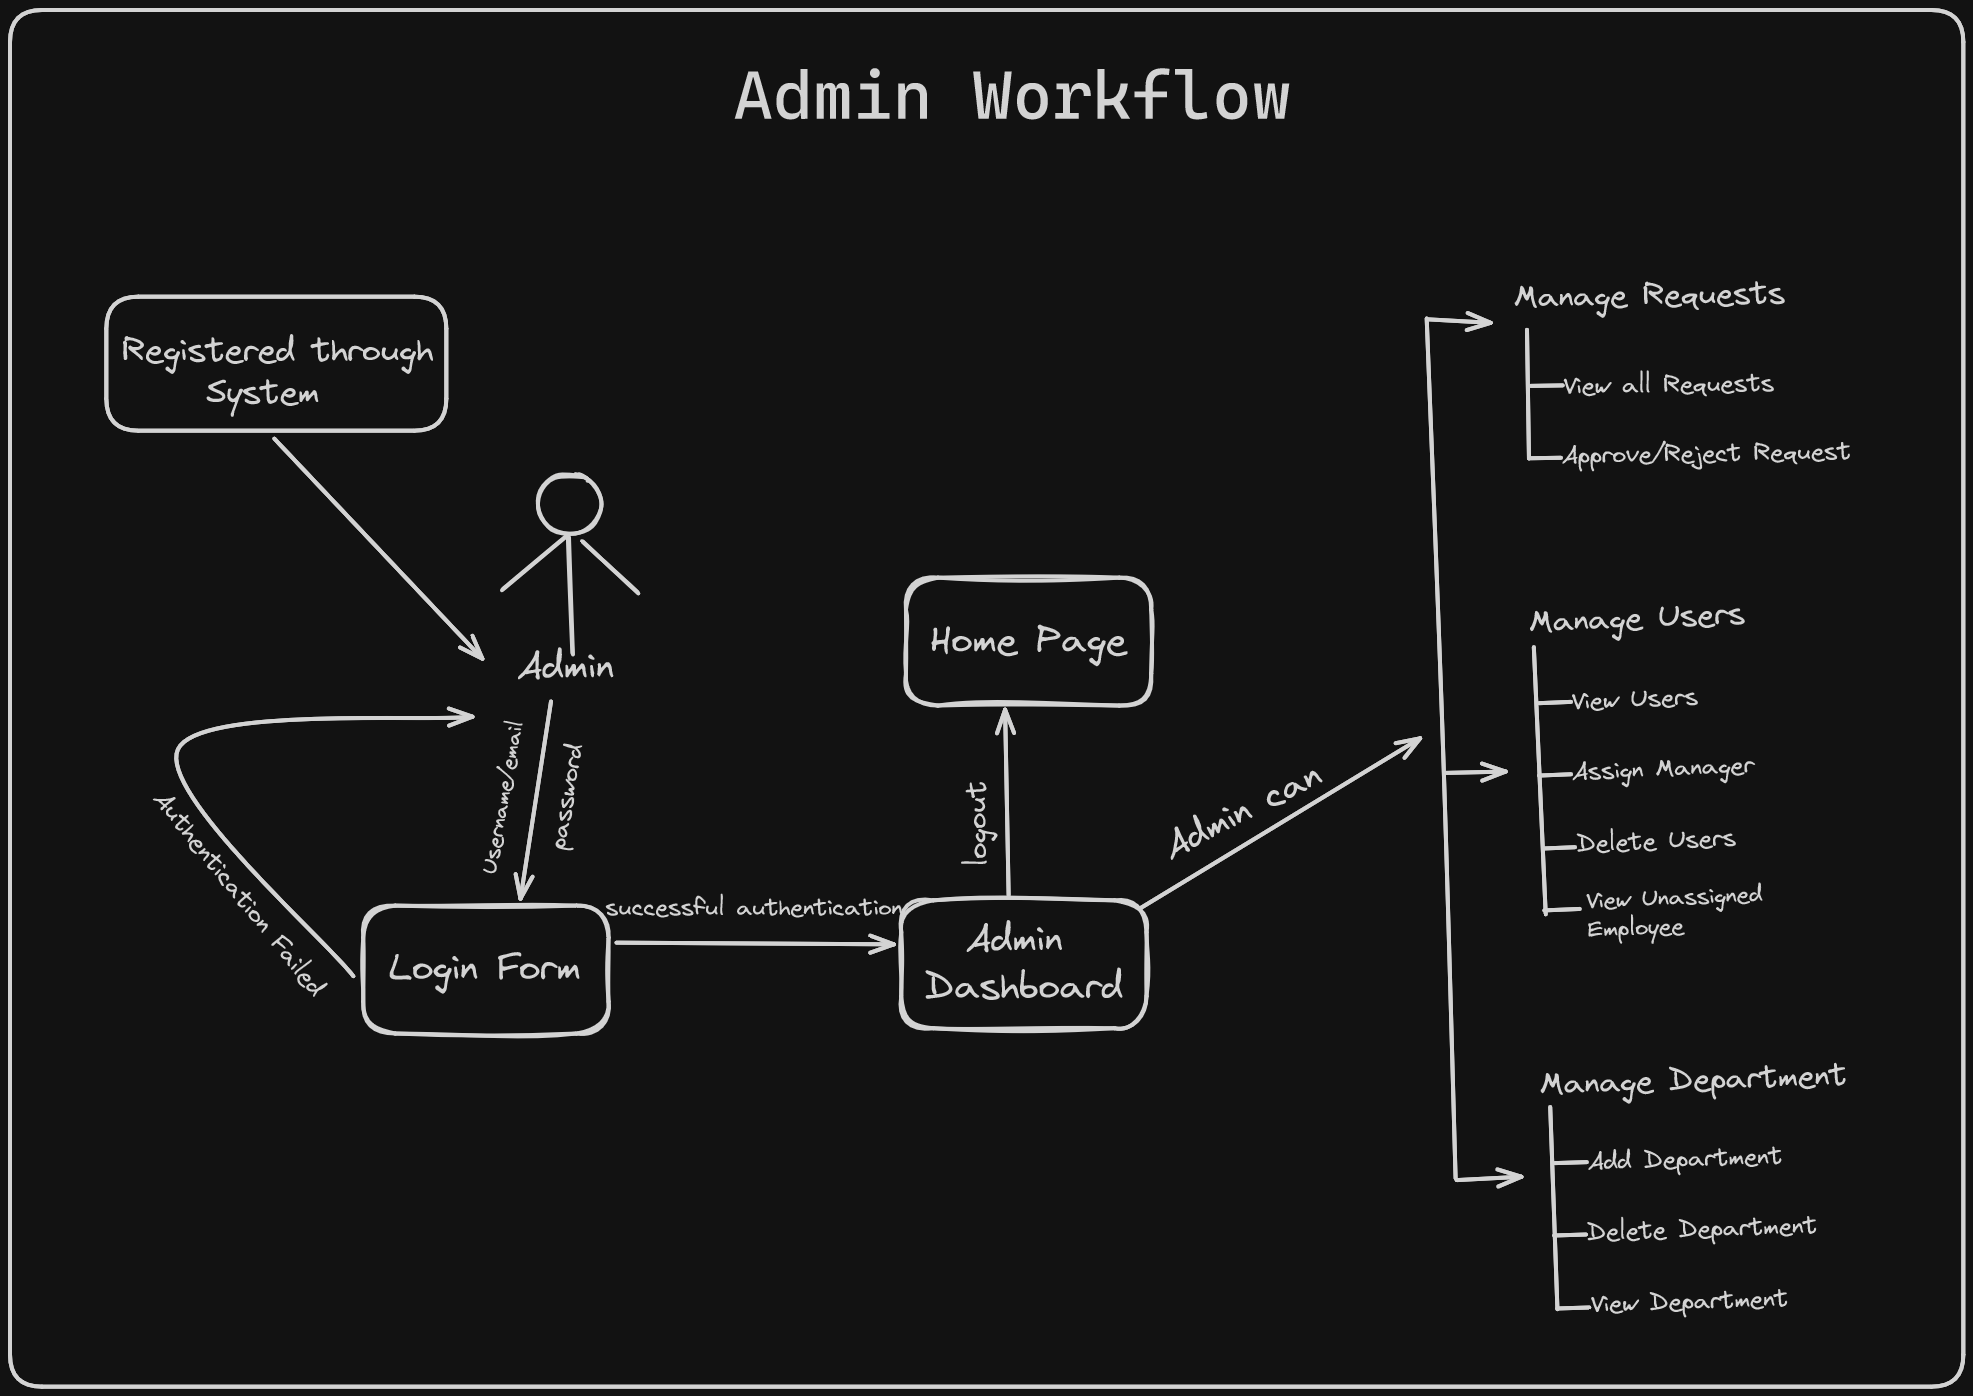 Admin Workflow
Registered through
System
Admin
Username/email
password
Authentication Failed
Login Form
successful authentication
Home Page
logout
Admin
Dashboard
Admin can
Manage Requests
View all Requests
Approve/Reject Request
Manage Users
View Users
Assign Manager
Delete Users
View Unassigned
Employee
Manage Department
Add Department
Delete Department
View Department